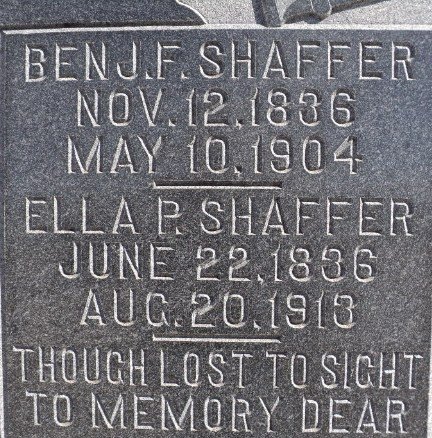 BENJ.F.SHAFFER
NOV.12,1836
MAY 10,1904
ELLA P. SHAFFER
JUNE 22,1836
AUG.20,1913
THOUGH LOST TO SIGHT
TO MEMORY DEAR